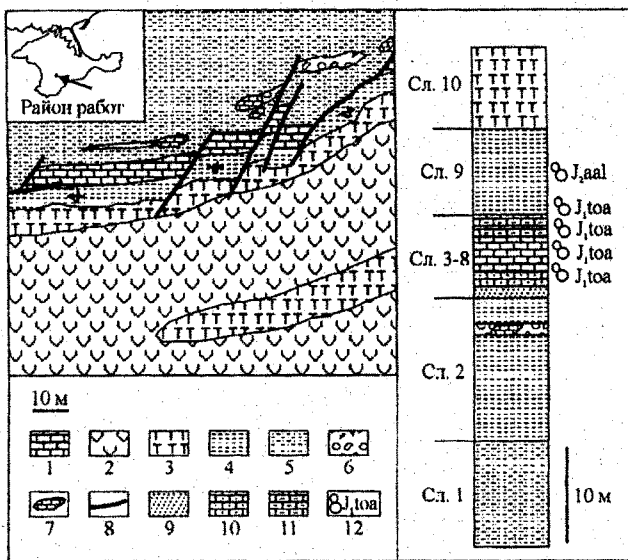 Район работ
10 м
1 2 3 4 5 6
7 8 9 10 11 12
J₁toa
Сл. 10
Сл. 9
Сл. 3-8
Сл. 2
Сл. 1
J₂aal
J₁toa
J₁toa
J₁toa
J₁toa
10 м